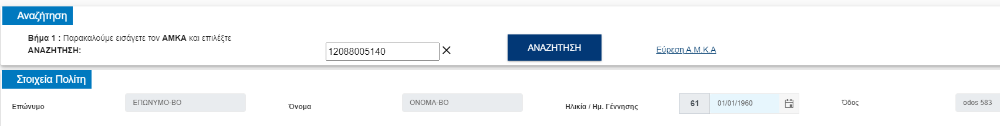 Αναζήτηση
Βήμα 1 : Παρακαλούμε εισάγετε τον ΑΜΚΑ και επιλέξτε
ΑΝΑΖΗΤΗΣΗ:
12088005140
ΑΝΑΖΗΤΗΣΗ
Εύρεση Α.Μ.Κ.Α
Στοιχεία Πολίτη
Επώνυμο
ΕΠΩΝΥΜΟ-ΒΟ
Όνομα
ΟΝΟΜΑ-ΒΟ
Ηλικία / Ημ. Γέννησης
61
01/01/1960
Όδος
odos 583